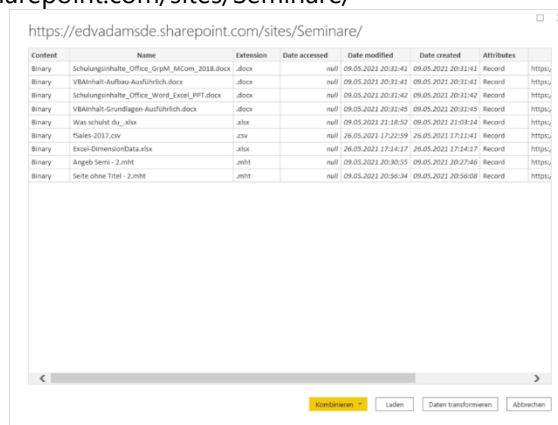 sharepoint.com/sites/Seminare/
https://edvadamsde.sharepoint.com/sites/Seminare/
Content Name Extension Date accessed Date modified Date created Attributes
Binary Schulungsinhalte_Office_GrpM_MCom_2018.docx .docx null 09.05.2021 20:31:41 09.05.2021 20:31:41 Record https:/
Binary VBAInhalt-Aufbau-Ausführlich.docx .docx null 09.05.2021 20:31:41 09.05.2021 20:31:41 Record https:/
Binary Schulungsinhalte_Office_Word_Excel_PPT.docx .docx null 09.05.2021 20:31:42 09.05.2021 20:31:42 Record https:/
Binary VBAInhalt-Grundlagen-Ausführlich.docx .docx null 09.05.2021 20:31:45 09.05.2021 20:31:45 Record https:/
Binary Was schulst du_.xlsx .xlsx null 09.05.2021 21:18:52 09.05.2021 21:03:14 Record https:/
Binary fSales-2017.csv .csv null 26.05.2021 17:22:59 26.05.2021 17:11:41 Record https:/
Binary Excel-DimensionData.xlsx .xlsx null 26.05.2021 17:14:17 26.05.2021 17:14:17 Record https:/
Binary Angeb Semi - 2.mht .mht null 09.05.2021 20:30:55 09.05.2021 20:27:46 Record https:/
Binary Seite ohne Titel - 2.mht .mht null 09.05.2021 20:56:34 09.05.2021 20:56:08 Record https:/
Kombinieren Laden Daten transformieren Abbrechen